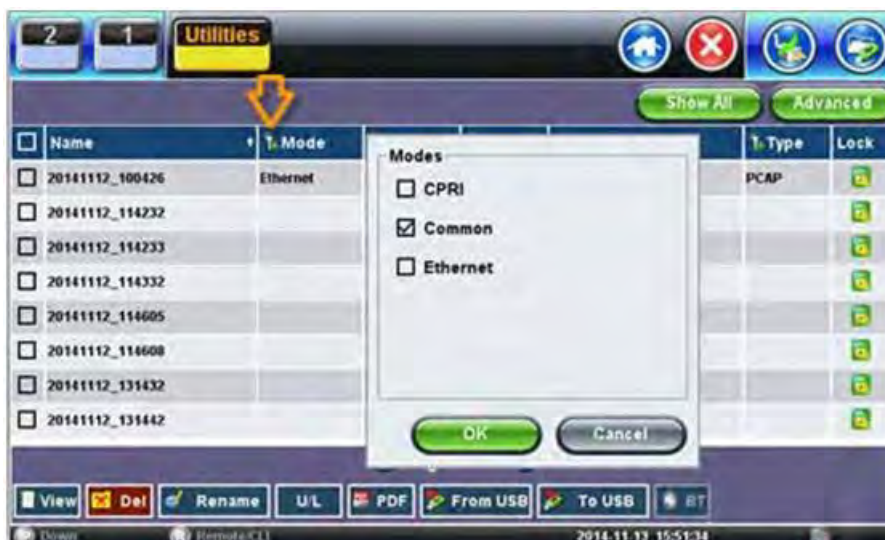 2 1 Utilities
Show All Advanced
Name Mode Type Lock
20141112_100426 Ethernet PCAP
20141112_114232
20141112_114233
20141112_114332
20141112_114605
20141112_114608
20141112_131432
20141112_131442
Modes
CPRI
Common
Ethernet
OK Cancel
View Del Rename U/L PDF From USB To USB BT
Down Remote/CLI 2014-11-13 15:51:34